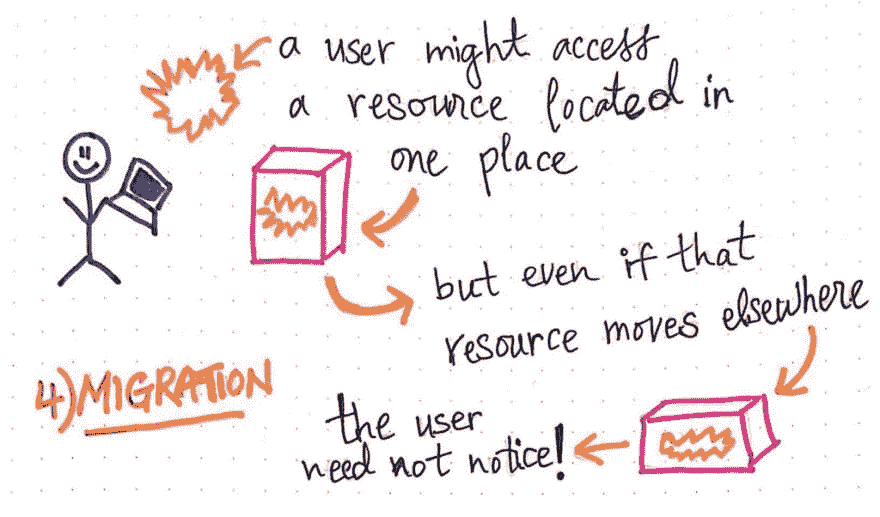 a user might access
a resource located in
one place
but even if that
resource moves elsewhere
4) MIGRATION
the user
need not notice!